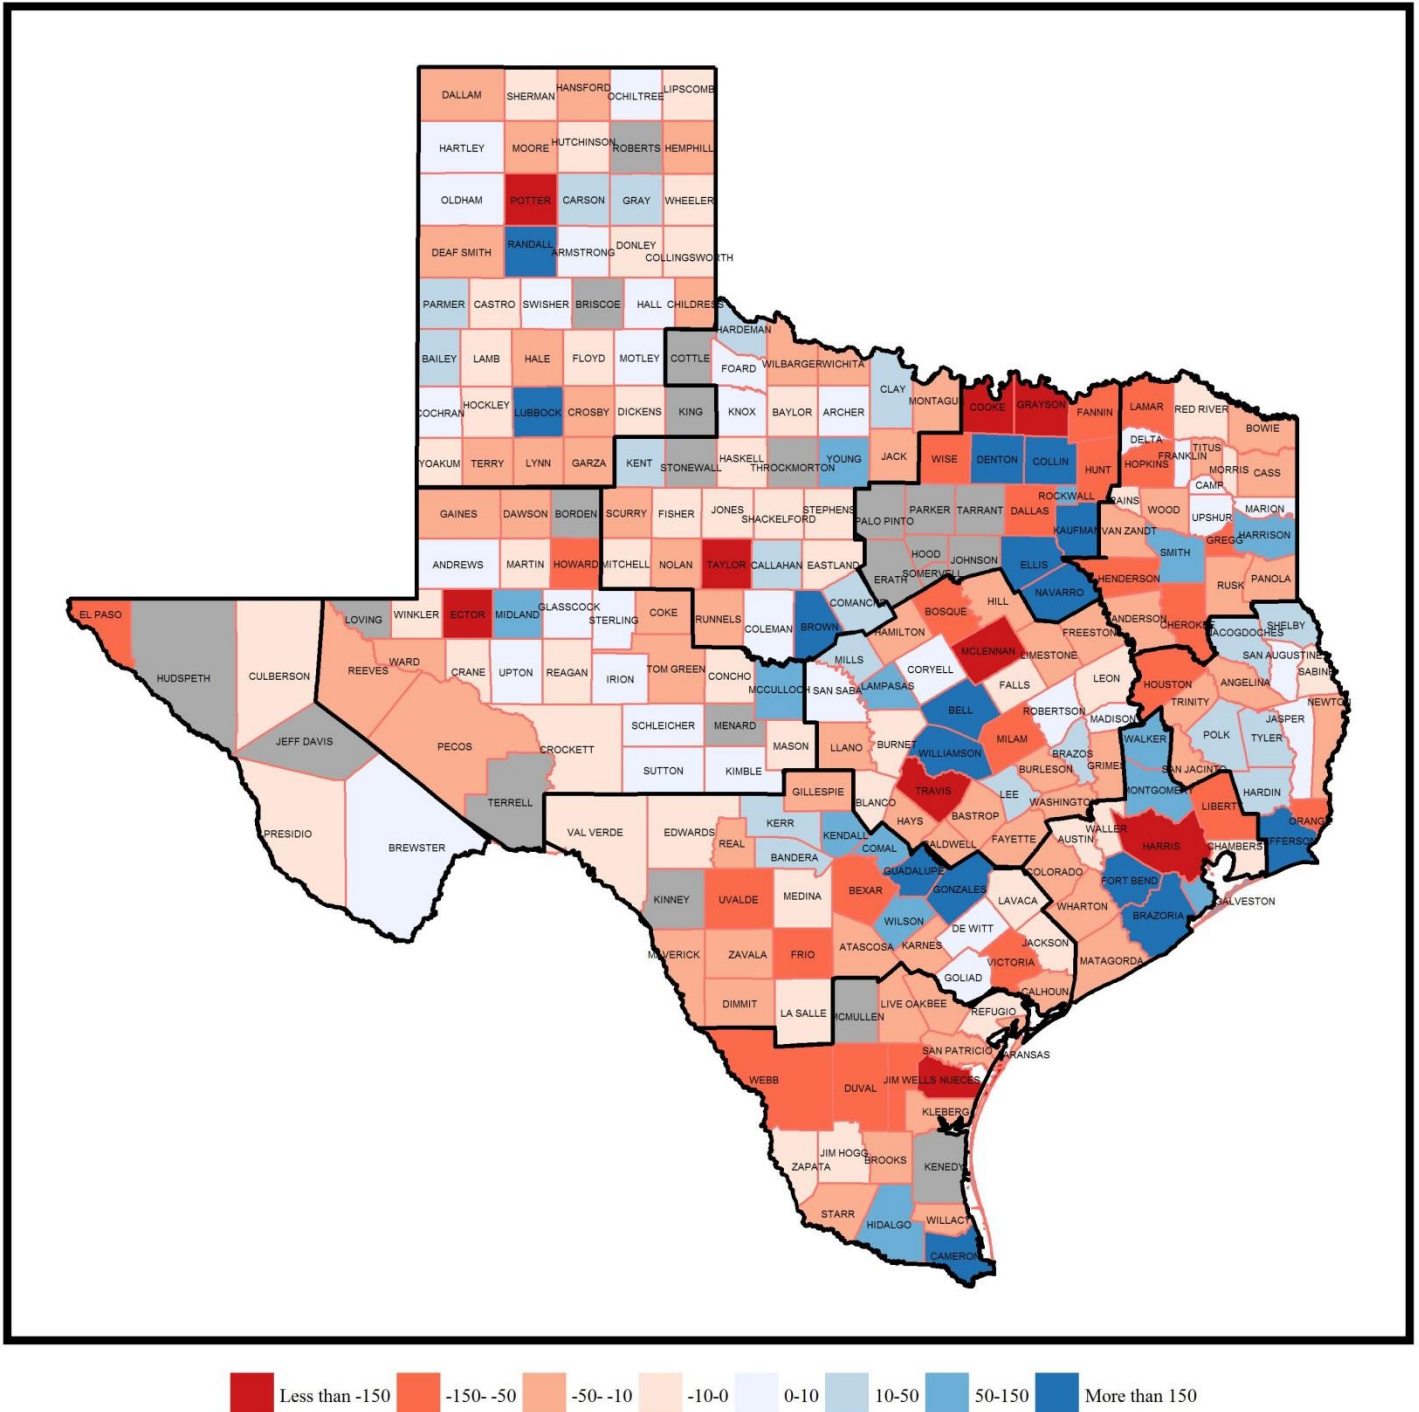 DALLAM SHERMAN HANSFORD OCHILTREE LIPSCOMB
HARTLEY MOORE HUTCHINSON ROBERTS HEMPHILL
OLDHAM POTTER CARSON GRAY WHEELER
DEAF SMITH RANDALL ARMSTRONG DONLEY COLLINGSWORTH
PARMER CASTRO SWISHER BRISCOE HALL CHILDRESS
HARDEMAN
BAILEY LAMB HALE FLOYD MOTLEY COTTLE FOARD WILBARGER WICHITA
CLAY MONTAGU
COCHRAN HOCKLEY LUBBOCK CROSBY DICKENS KING KNOX BAYLOR ARCHER COOKE GRAYSON FANNIN LAMAR RED RIVER
BOWIE
DELTA FRANKLIN TITUS
YOAKUM TERRY LYNN GARZA KENT STONEWALL HASKELL THROCKMORTON YOUNG JACK WISE DENTON COLLIN HUNT HOPKINS MORRIS CASS
CAMP
GAINES DAWSON BORDEN SCURRY FISHER JONES SHACKELFORD STEPHENS PALO PINTO PARKER TARRANT DALLAS ROCKWALL RAINS WOOD UPSHUR MARION
KAUFMAN VAN ZANDT GREGG HARRISON
ANDREWS MARTIN HOWARD MITCHELL NOLAN TAYLOR CALLAHAN EASTLAND ERATH HOOD SOMERVELL JOHNSON ELLIS SMITH
HENDERSON RUSK PANOLA
NAVARRO
EL PASO LOVING WINKLER ECTOR MIDLAND GLASSCOCK STERLING COKE RUNNELS COLEMAN BROWN COMANCHE BOSQUE HILL
HAMILTON FREESTON ANDERSON CHEROKEE NACOGDOCHES SHELBY
HUDSPETH CULBERSON REEVES WARD CRANE UPTON REAGAN IRION TOM GREEN CONCHO MCCULLOCH SAN SABA MILLS LAMPASAS CORYELL MCLENNAN LIMESTONE
FALLS LEON HOUSTON ANGELINA SAN AUGUSTINE SABINE
TRINITY NEWTON
JEFF DAVIS PECOS CROCKETT SCHLEICHER MENARD MASON LLANO BURNET BELL ROBERTSON MADISON JASPER
WILLIAMSON MILAM BRAZOS WALKER POLK TYLER
SUTTON KIMBLE BURLESON GRIMES SAN JACINTO
TERRELL GILLESPIE BLANCO TRAVIS LEE WASHINGTON MONTGOMERY LIBERTY HARDIN
PRESIDIO BREWSTER VAL VERDE EDWARDS REAL KERR KENDALL HAYS BASTROP FAYETTE AUSTIN WALLER HARRIS CHAMBERS ORANG
BANDERA COMAL CALDWELL JEFFERSON
GUADALUPE COLORADO FORT BEND
KINNEY UVALDE MEDINA BEXAR GONZALES LAVACA WHARTON BRAZORIA GALVESTON
WILSON DE WITT
MAVERICK ZAVALA FRIO ATASCOSA KARNES JACKSON VICTORIA MATAGORDA
GOLIAD CALHOUN
DIMMIT LA SALLE MCMULLEN LIVE OAK BEE REFUGIO
SAN PATRICIO ARANSAS
WEBB DUVAL JIM WELLS NUECES
KLEBERG
ZAPATA JIM HOGG BROOKS KENEDY
STARR HIDALGO WILLACY
CAMERON
Less than -150 -150- -50 -50- -10 -10-0 0-10 10-50 50-150 More than 150